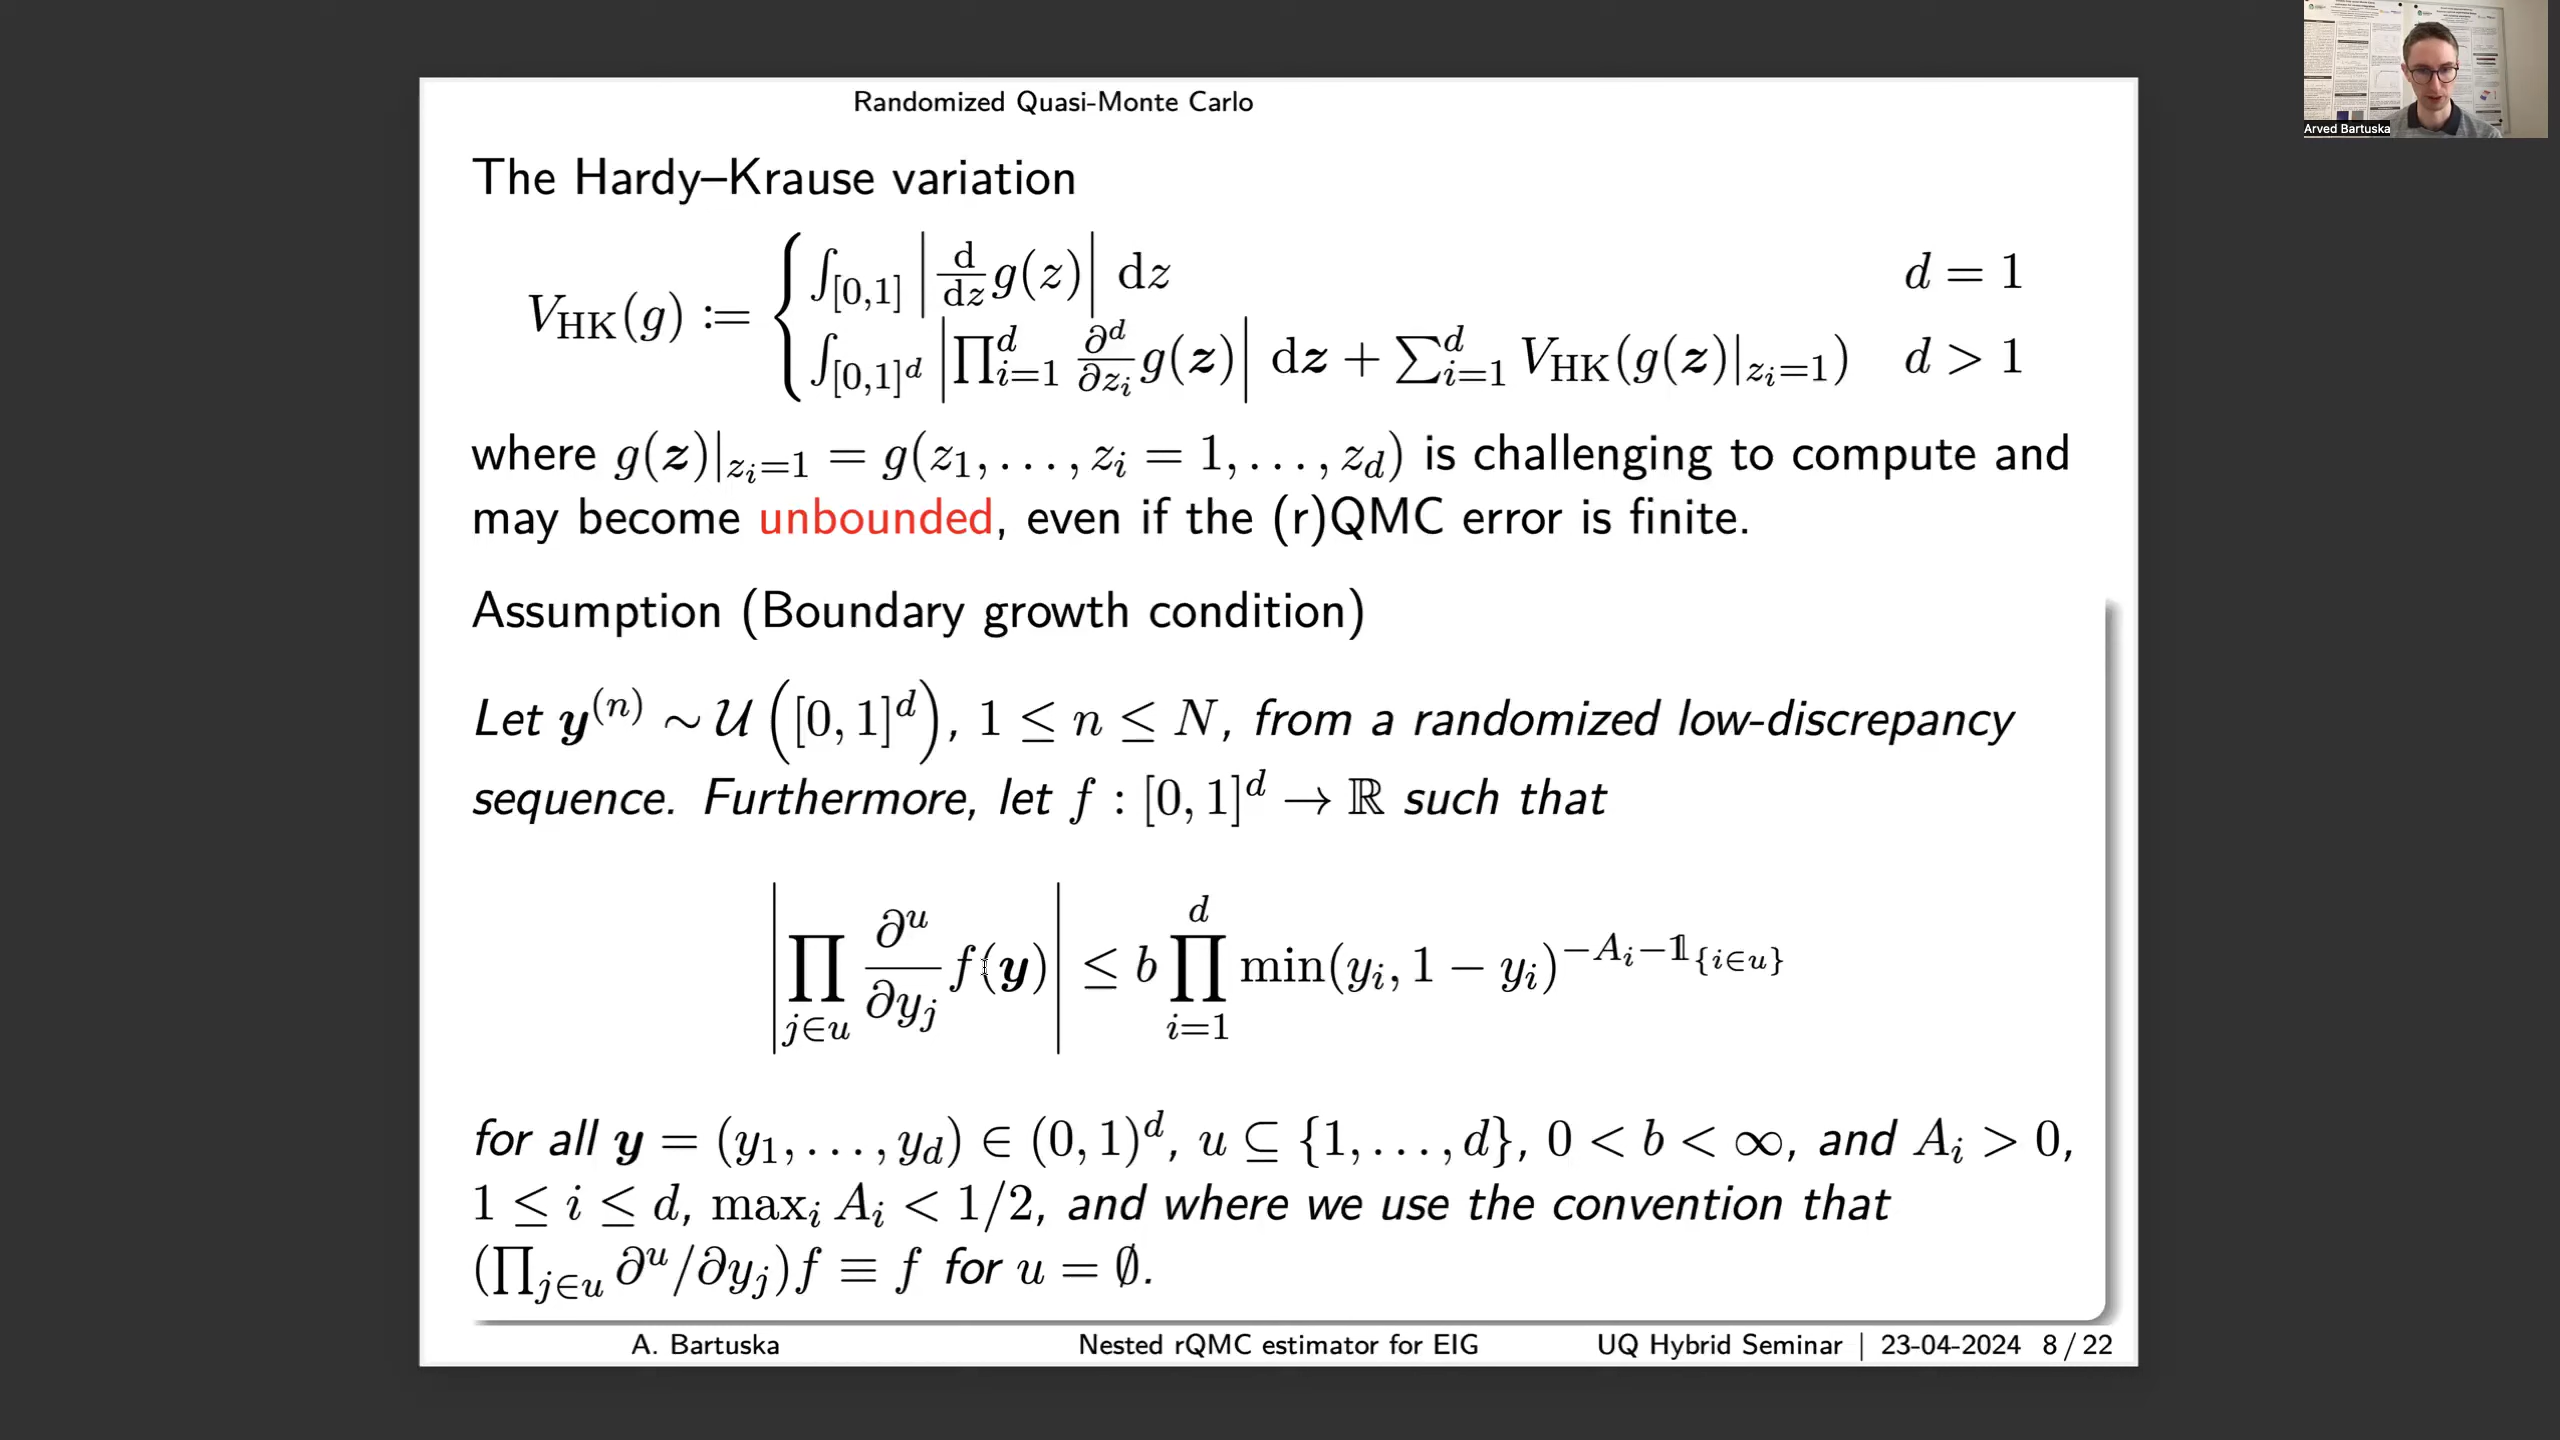 Randomized Quasi-Monte Carlo
Arved Bartuska
The Hardy–Krause variation
V_HK(g) := { ∫_[0,1] | d/dz g(z) | dz   d = 1
∫_[0,1]^d | ∏_{i=1}^d ∂^d/∂z_i g(𝒛) | d𝒛 + ∑_{i=1}^d V_HK(g(𝒛)|_{z_i=1})   d > 1
where g(𝒛)|_{z_i=1} = g(z_1, …, z_i = 1, …, z_d) is challenging to compute and
may become unbounded, even if the (r)QMC error is finite.
Assumption (Boundary growth condition)
Let 𝒚^(n) ∼ 𝒰([0, 1]^d), 1 ≤ n ≤ N, from a randomized low-discrepancy
sequence. Furthermore, let f : [0, 1]^d → ℝ such that
| ∏_{j∈u} ∂^u/∂y_j f(𝒚) | ≤ b ∏_{i=1}^d min(y_i, 1 − y_i)^{−A_i−𝟙_{i∈u}}
for all 𝒚 = (y_1, …, y_d) ∈ (0, 1)^d, u ⊆ {1, …, d}, 0 < b < ∞, and A_i > 0,
1 ≤ i ≤ d, max_i A_i < 1/2, and where we use the convention that
(∏_{j∈u} ∂^u/∂y_j)f ≡ f for u = ∅.
A. Bartuska   Nested rQMC estimator for EIG   UQ Hybrid Seminar | 23-04-2024   8 / 22